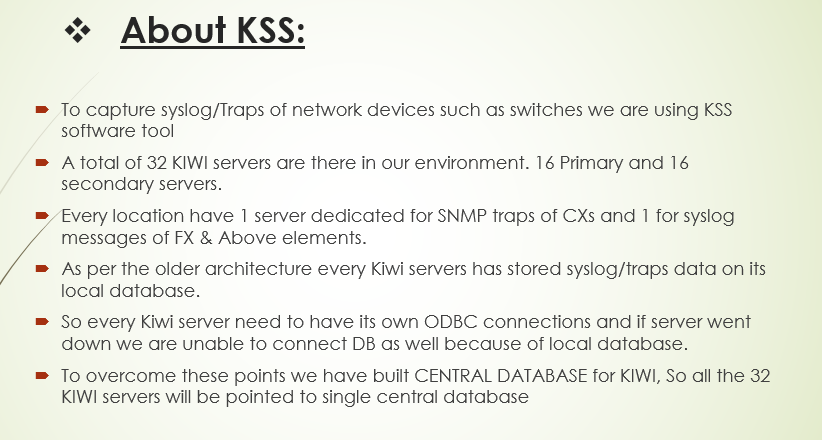 About KSS:
To capture syslog/Traps of network devices such as switches we are using KSS
software tool
A total of 32 KIWI servers are there in our environment. 16 Primary and 16
secondary servers.
Every location have 1 server dedicated for SNMP traps of CXs and 1 for syslog
messages of FX & Above elements.
As per the older architecture every Kiwi servers has stored syslog/traps data on its
local database.
So every Kiwi server need to have its own ODBC connections and if server went
down we are unable to connect DB as well because of local database.
To overcome these points we have built CENTRAL DATABASE for KIWI, So all the 32
KIWI servers will be pointed to single central database